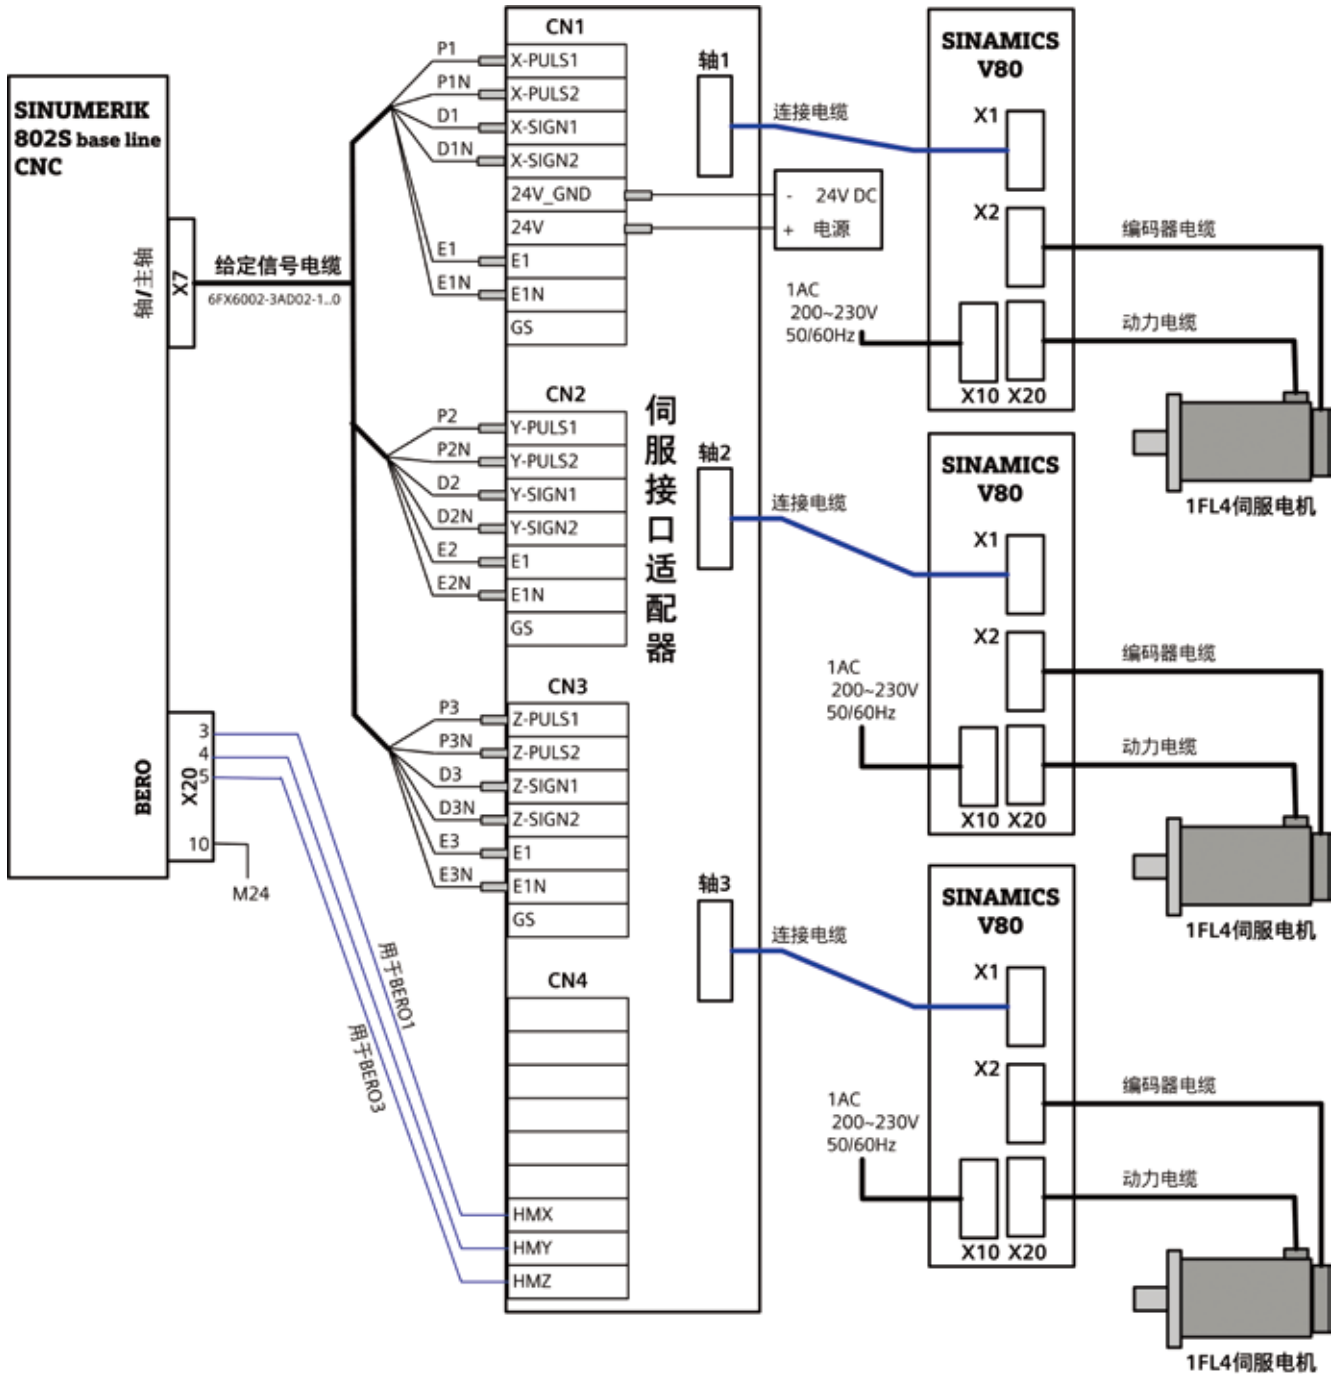 SINUMERIK
802S base line
CNC
轴/主轴
X7
给定信号电缆
6FX6002-3AD02-1..0
BERO
X20
3
4
5
10
M24
用于BERO1
用于BERO3
P1
P1N
D1
D1N
E1
E1N
CN1
X-PULS1
X-PULS2
X-SIGN1
X-SIGN2
24V_GND
24V
E1
E1N
GS
P2
P2N
D2
D2N
E2
E2N
CN2
Y-PULS1
Y-PULS2
Y-SIGN1
Y-SIGN2
E1
E1N
GS
P3
P3N
D3
D3N
E3
E3N
CN3
Z-PULS1
Z-PULS2
Z-SIGN1
Z-SIGN2
E1
E1N
GS
CN4
HMX
HMY
HMZ
伺服接口适配器
轴1
连接电缆
- 24V DC
+ 电源
1AC
200~230V
50/60Hz
SINAMICS
V80
X1
X2
X10 X20
编码器电缆
动力电缆
1FL4伺服电机
轴2
连接电缆
1AC
200~230V
50/60Hz
SINAMICS
V80
X1
X2
X10 X20
编码器电缆
动力电缆
1FL4伺服电机
轴3
连接电缆
1AC
200~230V
50/60Hz
SINAMICS
V80
X1
X2
X10 X20
编码器电缆
动力电缆
1FL4伺服电机